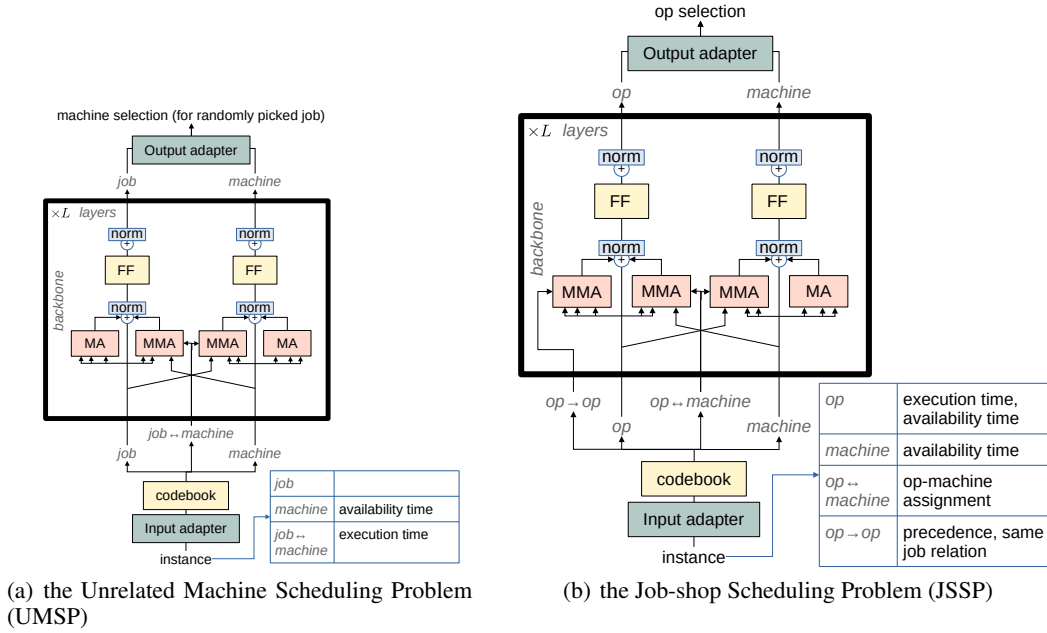 machine selection (for randomly picked job)
Output adapter
job machine
×L layers
norm norm
+ +
FF FF
backbone
norm norm
+ +
MA MMA MMA MA
job↔machine
job machine
codebook
Input adapter
instance
job
machine availability time
job↔ execution time
machine
(a) the Unrelated Machine Scheduling Problem
(UMSP)
op selection
Output adapter
op machine
×L layers
norm norm
+ +
FF FF
backbone
norm norm
+ +
MMA MMA MMA MA
op→op op↔machine
op machine
codebook
Input adapter
instance
op execution time,
availability time
machine availability time
op↔ op-machine
machine assignment
op→op precedence, same
job relation
(b) the Job-shop Scheduling Problem (JSSP)